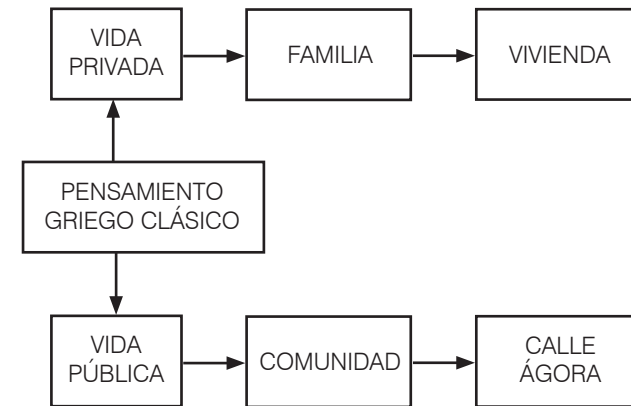 VIDA
PRIVADA
FAMILIA
VIVIENDA
PENSAMIENTO
GRIEGO CLÁSICO
VIDA
PÚBLICA
COMUNIDAD
CALLE
ÁGORA